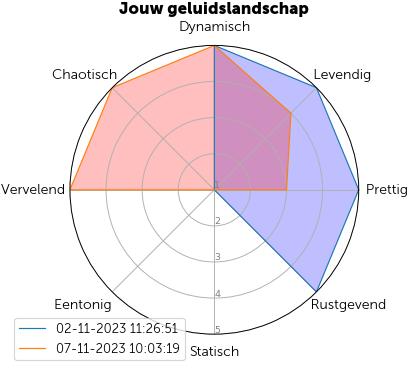 Jouw geluidslandschap
Dynamisch
Chaotisch
Levendig
Vervelend
Prettig
1
2
3
4
5
Eentonig
Rustgevend
Statisch
02-11-2023 11:26:51
07-11-2023 10:03:19